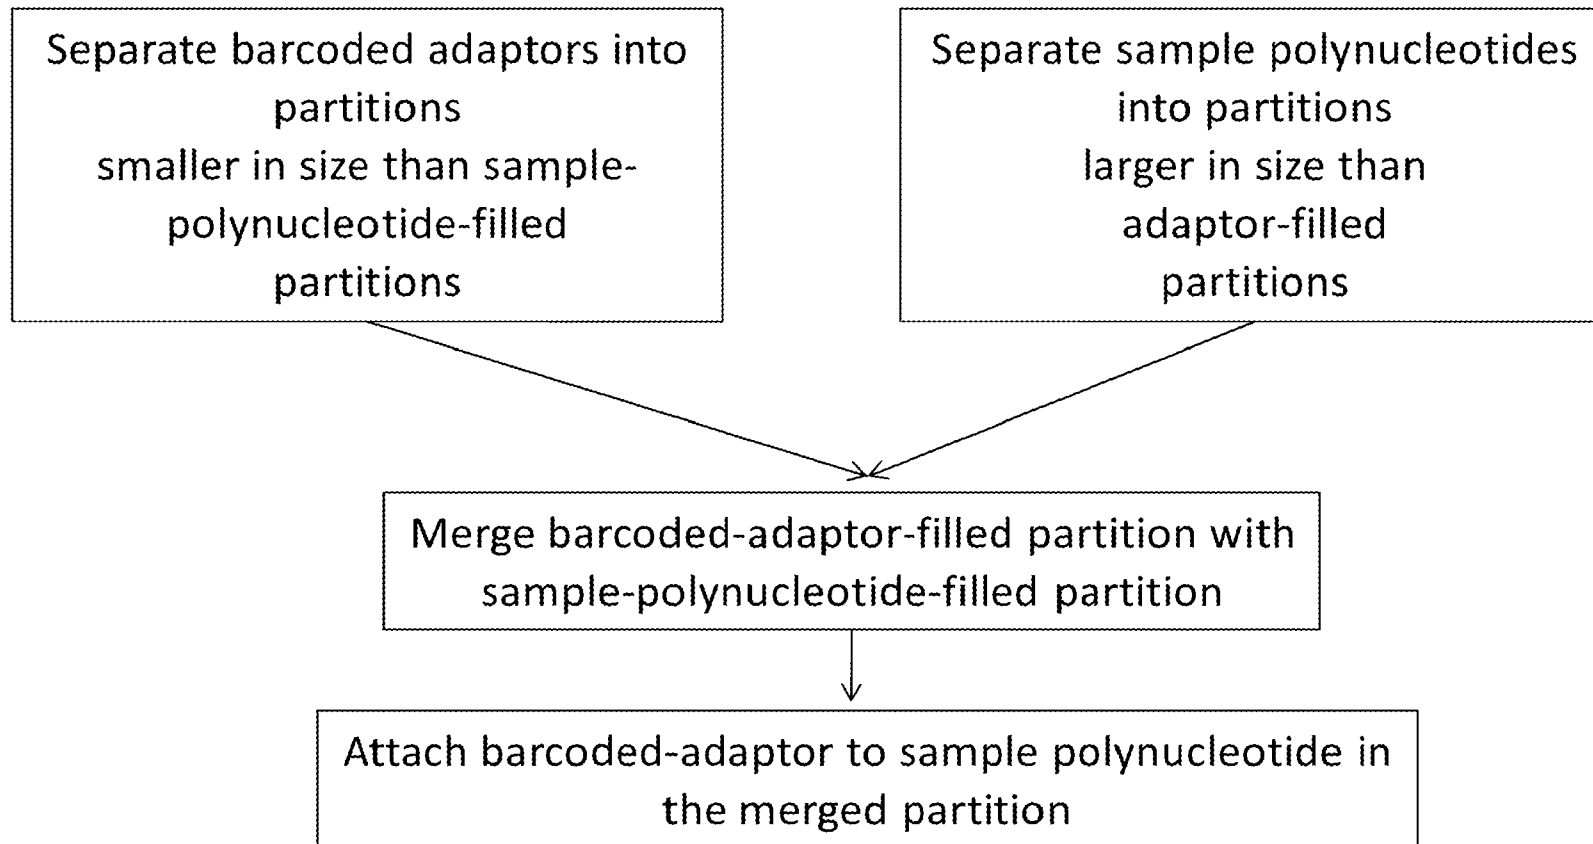 Separate barcoded adaptors into
partitions
smaller in size than sample-
polynucleotide-filled
partitions
Separate sample polynucleotides
into partitions
larger in size than
adaptor-filled
partitions
Merge barcoded-adaptor-filled partition with
sample-polynucleotide-filled partition
Attach barcoded-adaptor to sample polynucleotide in
the merged partition